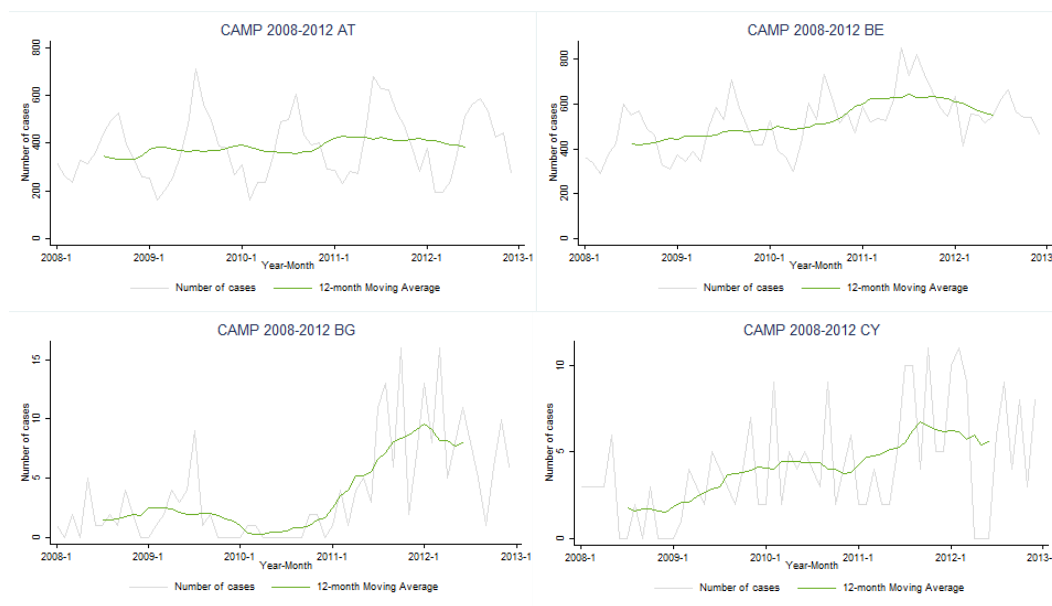 CAMP 2008-2012 AT
800
600
400
200
0
Number of cases
2008-1 2009-1 2010-1 2011-1 2012-1 2013-1
Year-Month
Number of cases 12-month Moving Average
CAMP 2008-2012 BE
800
600
400
200
0
Number of cases
2008-1 2009-1 2010-1 2011-1 2012-1 2013
Year-Month
Number of cases 12-month Moving Average
CAMP 2008-2012 BG
15
10
5
0
Number of cases
2008-1 2009-1 2010-1 2011-1 2012-1 2013-1
Year-Month
Number of cases 12-month Moving Average
CAMP 2008-2012 CY
10
5
0
Number of cases
2008-1 2009-1 2010-1 2011-1 2012-1 2013-
Year-Month
Number of cases 12-month Moving Average